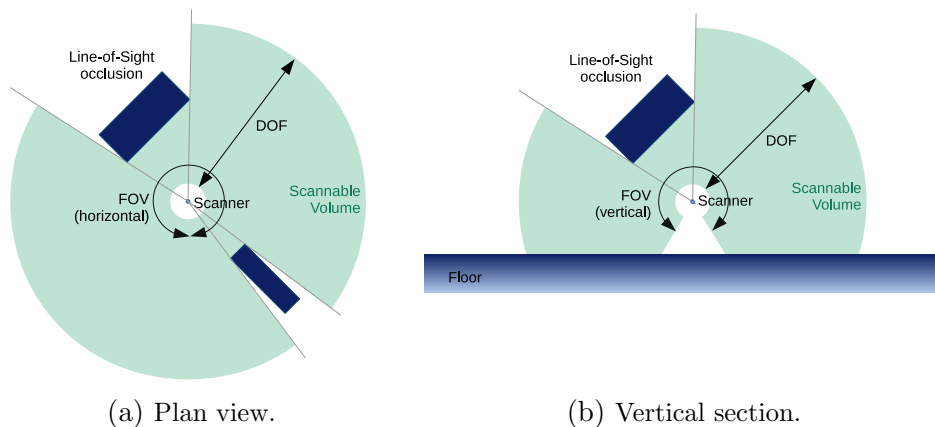 Line-of-Sight
occlusion
DOF
FOV
(horizontal)
Scanner
Scannable
Volume
(a) Plan view.
Line-of-Sight
occlusion
DOF
FOV
(vertical)
Scanner
Scannable
Volume
Floor
(b) Vertical section.